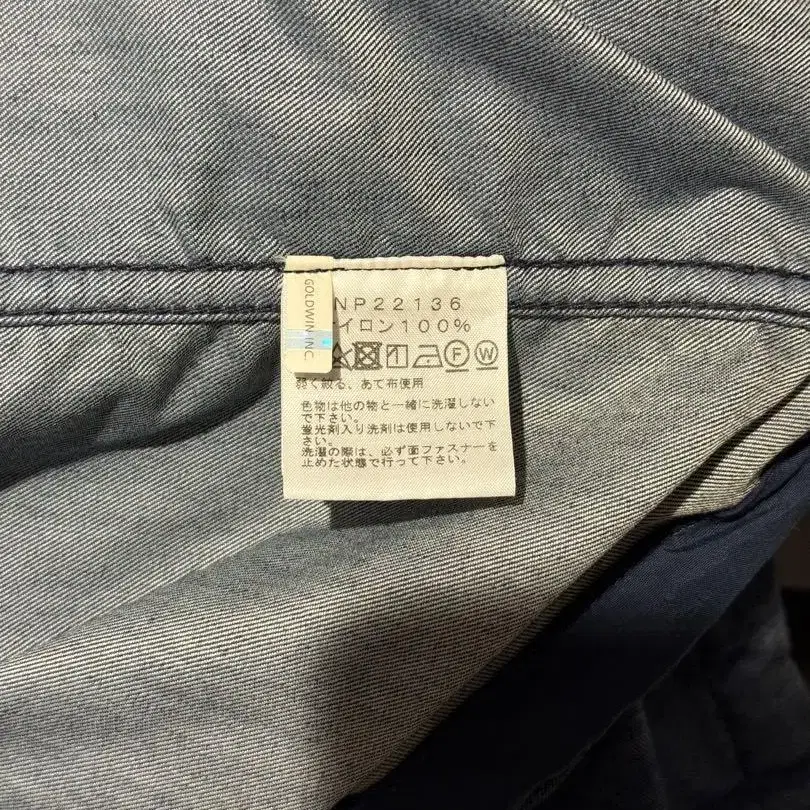 GOLDWIN INC.
NP22136
イロン100%
F W
弱く絞る、あて布使用
色物は他の物と一緒に洗濯しない
で下さい。
蛍光剤入り洗剤は使用しないで下
さい。
洗濯の際は、必ず面ファスナーを
止めた状態で行って下さい。